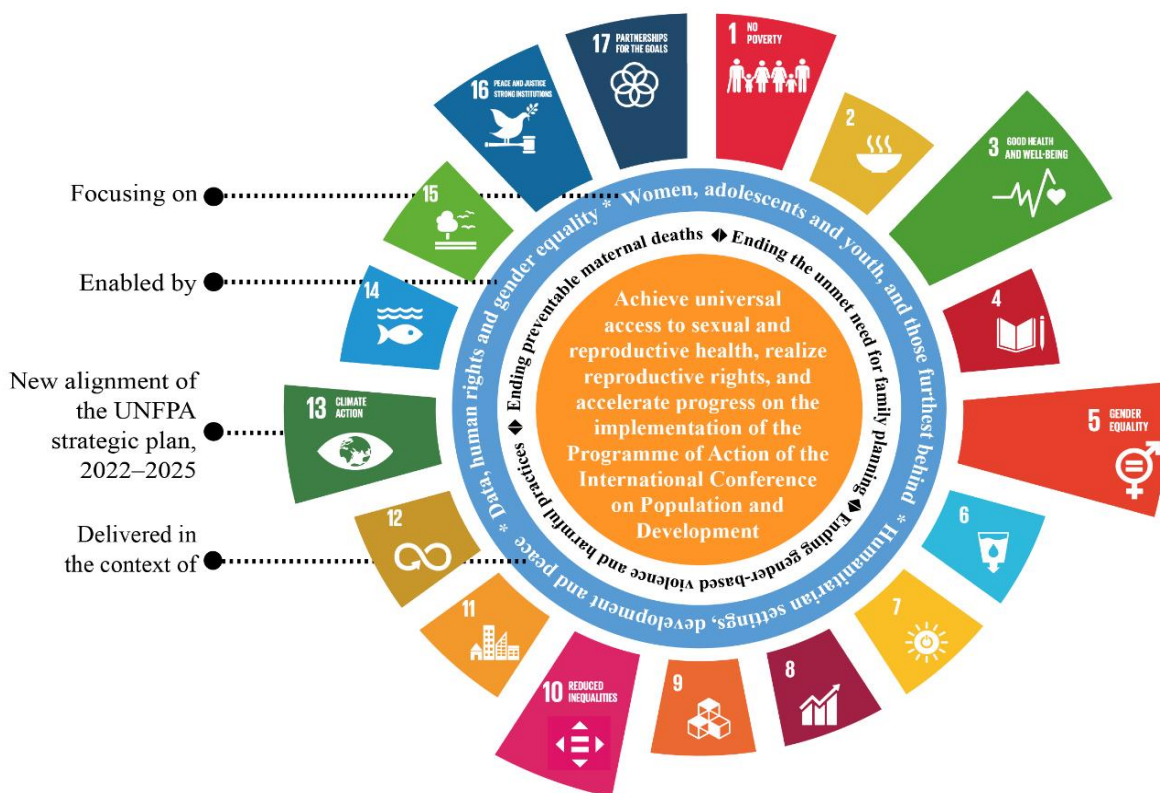 17 PARTNERSHIPS
FOR THE GOALS
1 NO
POVERTY
2
3 GOOD HEALTH
AND WELL-BEING
4
5 GENDER
EQUALITY
6
7
8
9
10 REDUCED
INEQUALITIES
11
12
13 CLIMATE
ACTION
14
15
16 PEACE AND JUSTICE
STRONG INSTITUTIONS
Focusing on
Enabled by
New alignment of
the UNFPA
strategic plan,
2022–2025
Delivered in
the context of
* Women, adolescents and youth, and those furthest behind
* Humanitarian settings, development and peace
* Data, human rights and gender equality
Ending preventable maternal deaths
Ending the unmet need for family planning
Ending gender-based violence and harmful practices
Achieve universal
access to sexual and
reproductive health, realize
reproductive rights, and
accelerate progress on the
implementation of the
Programme of Action of the
International Conference
on Population and
Development